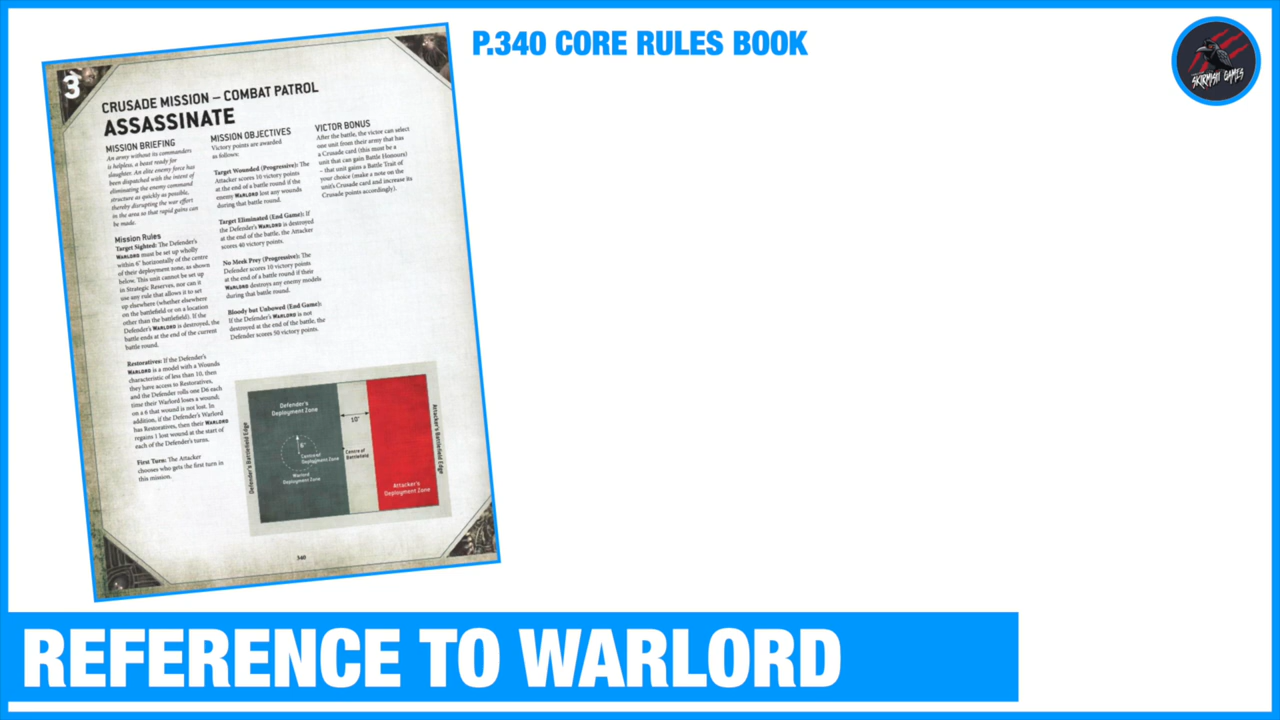 P.340 CORE RULES BOOK
SKIRMISH GAMES
3
CRUSADE MISSION – COMBAT PATROL
ASSASSINATE
MISSION BRIEFING
An army without its commanders
is helpless, a beast ready for
slaughter. An elite enemy force has
been dispatched with the intent of
eliminating the enemy command
structure as quickly as possible,
thereby disrupting the war effort
in the area so that rapid gains can
be made.
Mission Rules
Target Sighted: The Defender's
WARLORD must be set up wholly
within 6" horizontally of the centre
of their deployment zone, as shown
below. This unit cannot be set up
in Strategic Reserves, nor can it
use any rule that allows it to set
up elsewhere (whether elsewhere
on the battlefield or on a location
other than the battlefield). If the
Defender's WARLORD is destroyed, the
battle ends at the end of the current
battle round.
Restoratives: If the Defender's
WARLORD is a model with a Wounds
characteristic of less than 10, then
they have access to Restoratives,
and the Defender rolls one D6 each
time their Warlord loses a wound;
on a 6 that wound is not lost. In
addition, if the Defender's Warlord
has Restoratives, then their WARLORD
regains 1 lost wound at the start of
each of the Defender's turns.
First Turn: The Attacker
chooses who gets the first turn in
this mission.
MISSION OBJECTIVES
Victory points are awarded
as follows:
Target Wounded (Progressive): The
Attacker scores 10 victory points
at the end of a battle round if the
enemy WARLORD lost any wounds
during that battle round.
Target Eliminated (End Game): If
the Defender's WARLORD is destroyed
at the end of the battle, the Attacker
scores 40 victory points.
No Meek Prey (Progressive): The
Defender scores 10 victory points
at the end of a battle round if their
WARLORD destroys any enemy models
during that battle round.
Bloody but Unbowed (End Game):
If the Defender's WARLORD is not
destroyed at the end of the battle, the
Defender scores 50 victory points.
VICTOR BONUS
After the battle, the victor can select
one unit from their army that has
a Crusade card (this must be a
unit that can gain Battle Honours)
– that unit gains a Battle Trait of
your choice (make a note on the
unit's Crusade card and increase its
Crusade points accordingly).
Defender's Battlefield Edge
Defender's
Deployment Zone
6"
Centre of
Deployment Zone
Warlord
Deployment Zone
10"
Centre of
Battlefield
Attacker's
Deployment Zone
Attacker's Battlefield Edge
340
REFERENCE TO WARLORD